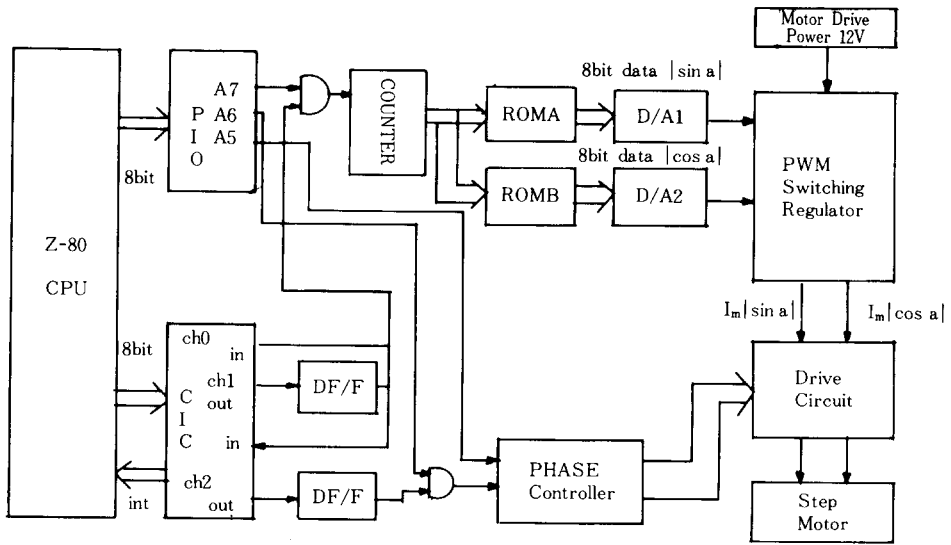 Motor Drive
Power 12V
8bit data |sin a|
A7
A6
A5
P
I
O
COUNTER
ROMA
D/A1
8bit data |cos a|
ROMB
D/A2
PWM
Switching
Regulator
8bit
Z-80
CPU
I_m|sin a|
I_m|cos a|
8bit
ch0
in
ch1
out
C
I
C
in
ch2
out
int
DF/F
DF/F
PHASE
Controller
Drive
Circuit
Step
Motor